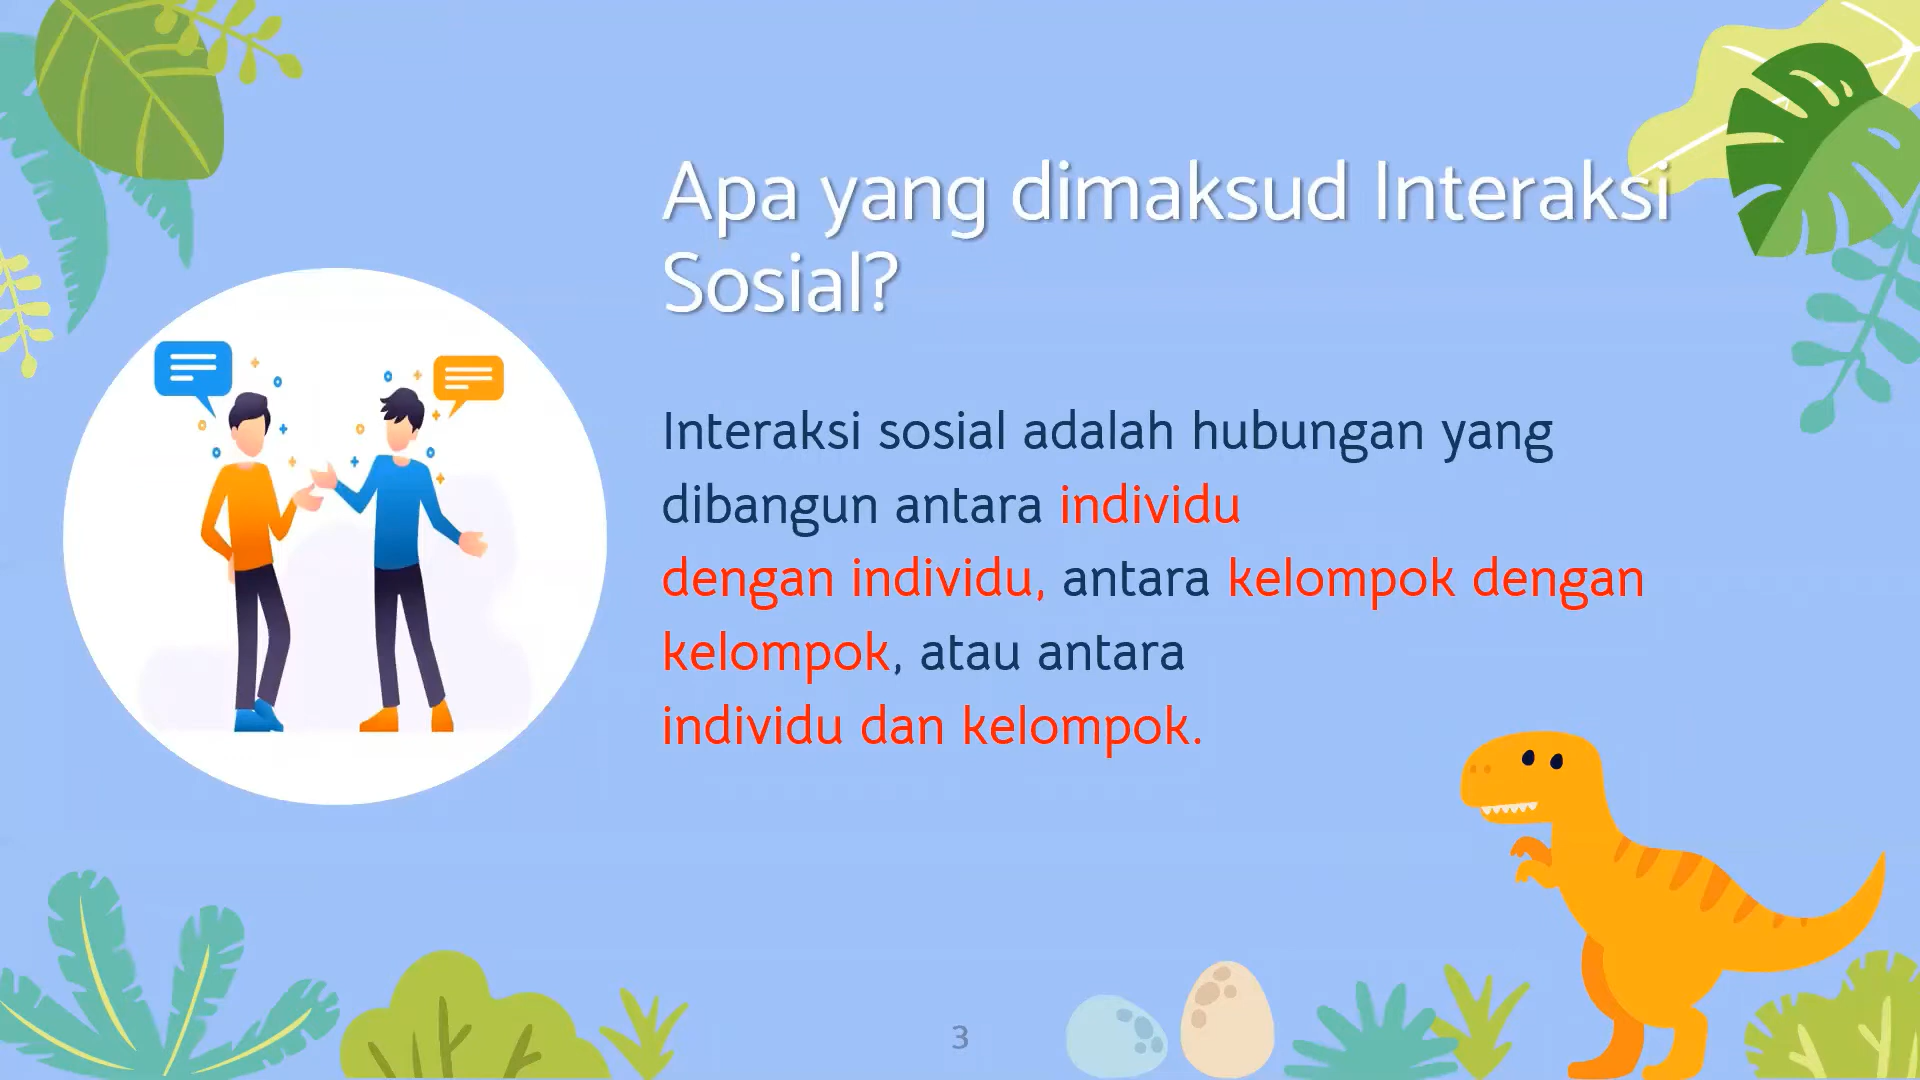 Apa yang dimaksud Interaksi
Sosial?
Interaksi sosial adalah hubungan yang
dibangun antara individu
dengan individu, antara kelompok dengan
kelompok, atau antara
individu dan kelompok.
3